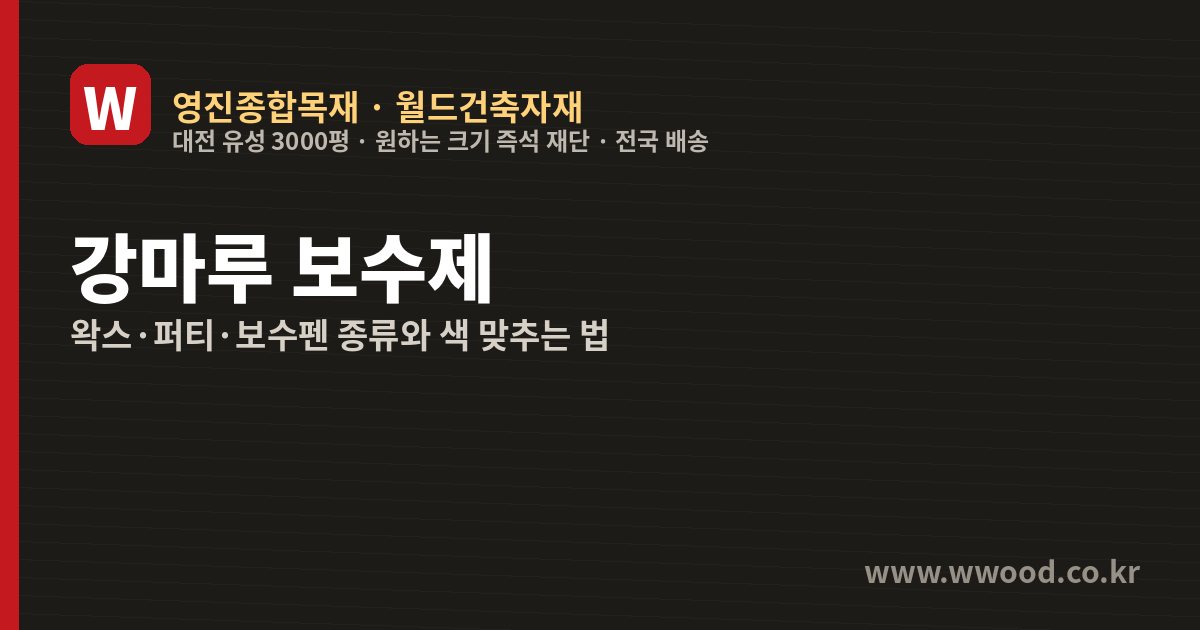 W
영진종합목재 · 월드건축자재
대전 유성 3000평 · 원하는 크기 즉석 재단 · 전국 배송
강마루 보수제
왁스·퍼티·보수펜 종류와 색 맞추는 법
www.wwood.co.kr